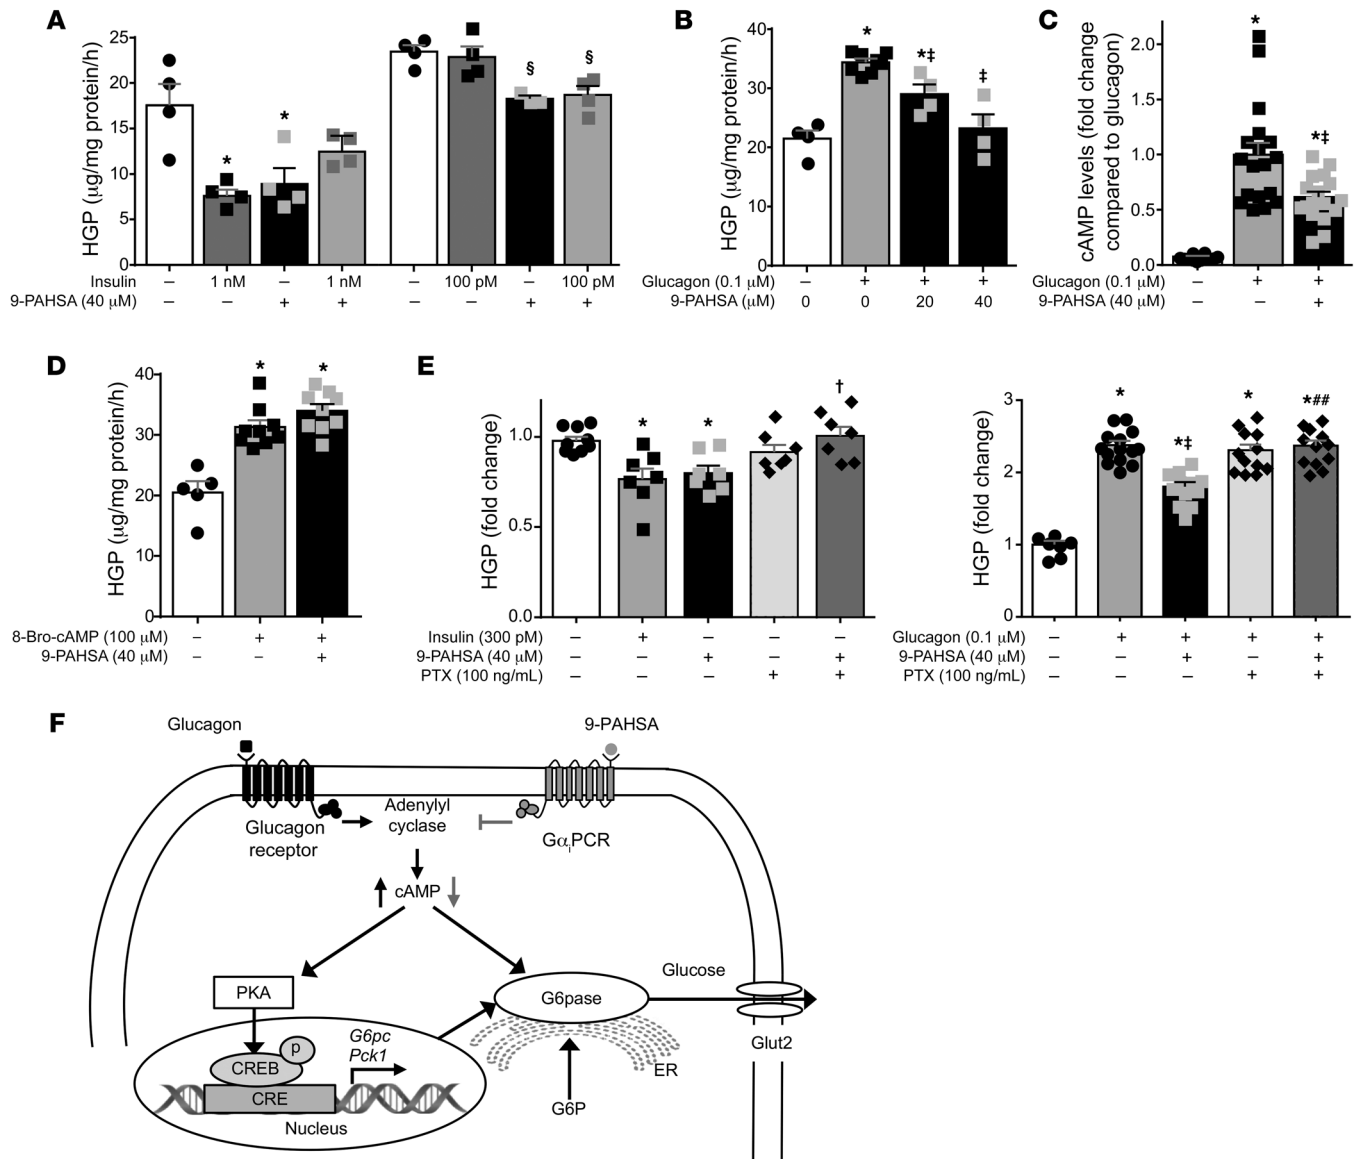 A
HGP (μg/mg protein/h)
25
20
15
10
5
0
* * § §
Insulin – 1 nM – 1 nM – 100 pM – 100 pM
9-PAHSA (40 μM) – – + + – – + +
B
HGP (μg/mg protein/h)
40
30
20
10
0
* *‡ ‡
Glucagon (0.1 μM) – + + +
9-PAHSA (μM) 0 0 20 40
C
cAMP levels (fold change
compared to glucagon)
2.0
1.5
1.0
0.5
0.0
* *‡
Glucagon (0.1 μM) – + +
9-PAHSA (40 μM) – – +
D
HGP (μg/mg protein/h)
40
30
20
10
0
* *
8-Bro-cAMP (100 μM) – + +
9-PAHSA (40 μM) – – +
E
HGP (fold change)
1.0
0.5
0.0
* * †
Insulin (300 pM) – + – – –
9-PAHSA (40 μM) – – + – +
PTX (100 ng/mL) – – – + +
HGP (fold change)
3
2
1
0
* *‡ * *##
Glucagon (0.1 μM) – + + + +
9-PAHSA (40 μM) – – + – +
PTX (100 ng/mL) – – – + +
F
Glucagon
9-PAHSA
Adenylyl
cyclase
Glucagon
receptor
GαiPCR
cAMP
PKA
Glucose
G6pase
G6pc
Pck1
p
CREB
CRE
Nucleus
ER
G6P
Glut2